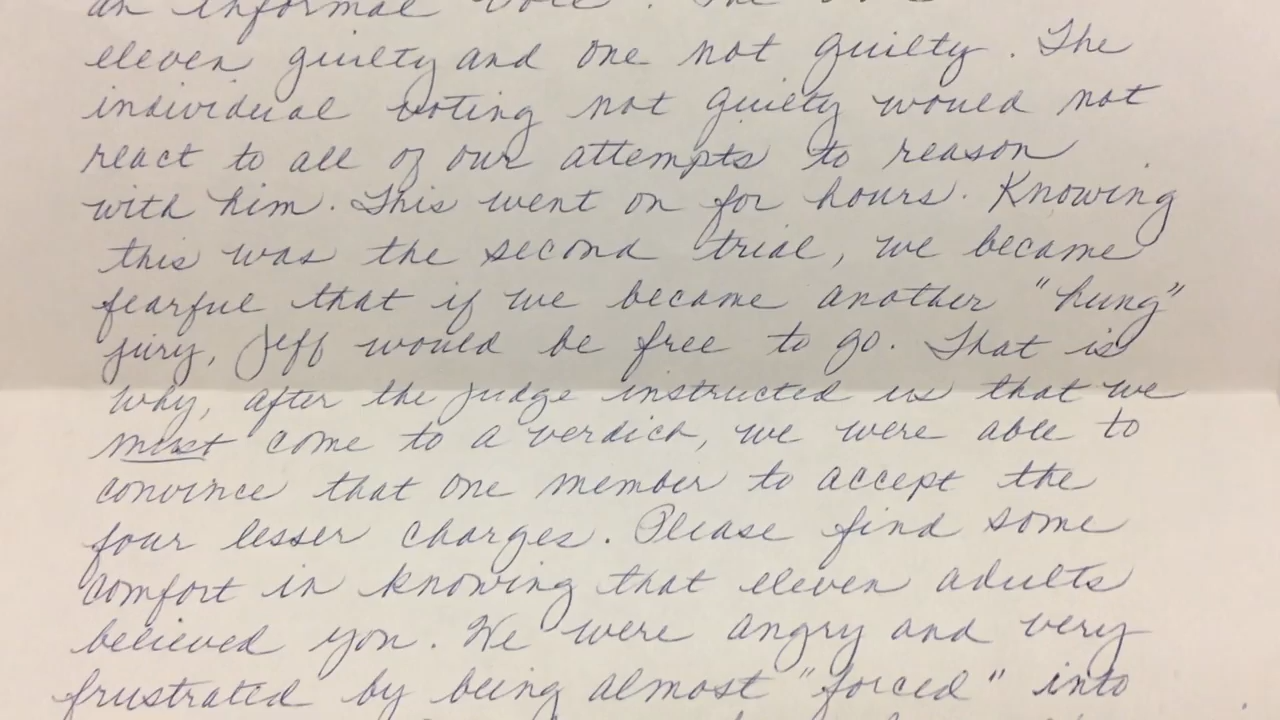 an informal vote. The
eleven guilty and one not guilty. The
individual voting not guilty would not
react to all of our attempts to reason
with him. This went on for hours. Knowing
this was the second trial, we became
fearful that if we became another "hung"
jury, Jeff would be free to go. That is
why, after the judge instructed us that we
must come to a verdict, we were able to
convince that one member to accept the
four lesser charges. Please find some
comfort in knowing that eleven adults
believed you. We were angry and very
frustrated by being almost "forced" into